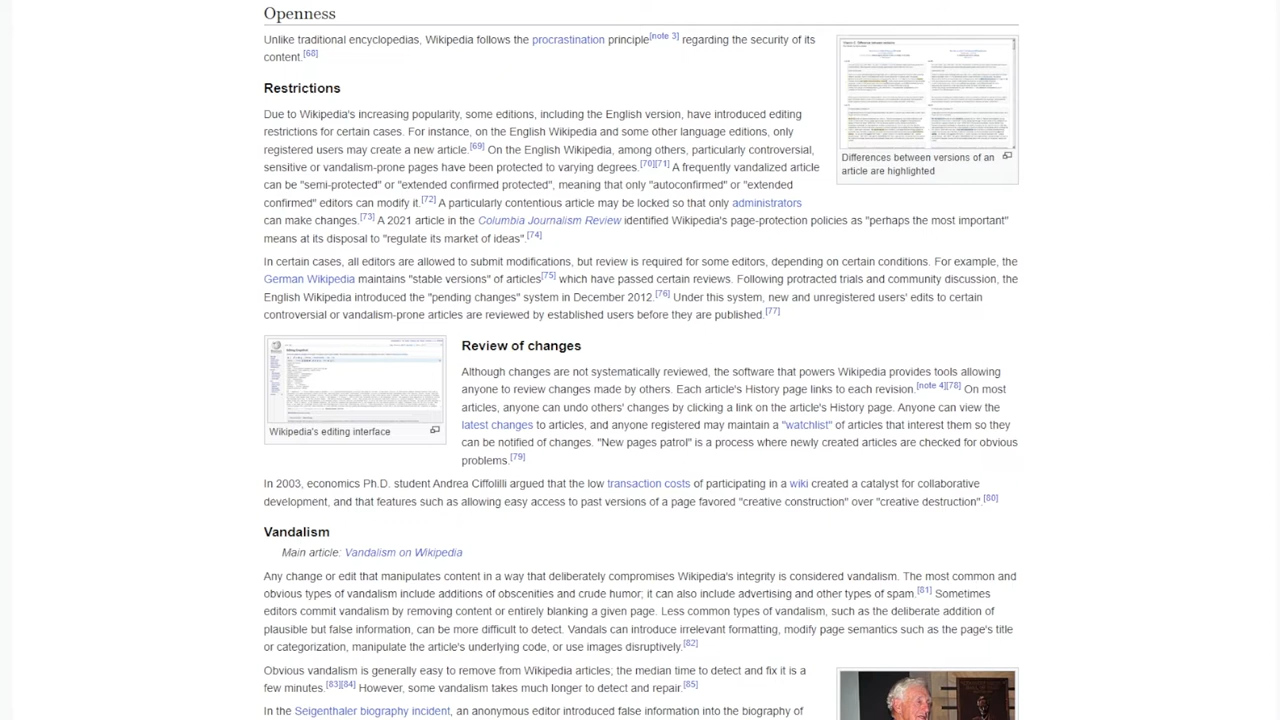 Openness
Unlike traditional encyclopedias, Wikipedia follows the procrastination principle[note 3] regarding the security of its
content.[68]
Restrictions
Due to Wikipedia's increasing popularity, some editions, including the English version, have introduced editing
restrictions for certain cases. For instance, on the English Wikipedia and some other language editions, only
registered users may create a new article.[69] On the English Wikipedia, among others, particularly controversial,
sensitive or vandalism-prone pages have been protected to varying degrees.[70][71] A frequently vandalized article
can be "semi-protected" or "extended confirmed protected", meaning that only "autoconfirmed" or "extended
confirmed" editors can modify it.[72] A particularly contentious article may be locked so that only administrators
can make changes.[73] A 2021 article in the Columbia Journalism Review identified Wikipedia's page-protection policies as "perhaps the most important"
means at its disposal to "regulate its market of ideas".[74]
Differences between versions of an
article are highlighted
In certain cases, all editors are allowed to submit modifications, but review is required for some editors, depending on certain conditions. For example, the
German Wikipedia maintains "stable versions" of articles[75] which have passed certain reviews. Following protracted trials and community discussion, the
English Wikipedia introduced the "pending changes" system in December 2012.[76] Under this system, new and unregistered users' edits to certain
controversial or vandalism-prone articles are reviewed by established users before they are published.[77]
Wikipedia's editing interface
Review of changes
Although changes are not systematically reviewed, the software that powers Wikipedia provides tools allowing
anyone to review changes made by others. Each article's History page links to each revision.[note 4][78] On most
articles, anyone can undo others' changes by clicking a link on the article's History page. Anyone can view the
latest changes to articles, and anyone registered may maintain a "watchlist" of articles that interest them so they
can be notified of changes. "New pages patrol" is a process where newly created articles are checked for obvious
problems.[79]
In 2003, economics Ph.D. student Andrea Ciffolilli argued that the low transaction costs of participating in a wiki created a catalyst for collaborative
development, and that features such as allowing easy access to past versions of a page favored "creative construction" over "creative destruction".[80]
Vandalism
Main article: Vandalism on Wikipedia
Any change or edit that manipulates content in a way that deliberately compromises Wikipedia's integrity is considered vandalism. The most common and
obvious types of vandalism include additions of obscenities and crude humor; it can also include advertising and other types of spam.[81] Sometimes
editors commit vandalism by removing content or entirely blanking a given page. Less common types of vandalism, such as the deliberate addition of
plausible but false information, can be more difficult to detect. Vandals can introduce irrelevant formatting, modify page semantics such as the page's title
or categorization, manipulate the article's underlying code, or use images disruptively.[82]
Obvious vandalism is generally easy to remove from Wikipedia articles; the median time to detect and fix it is a
few minutes.[83][84] However, some vandalism takes much longer to detect and repair.[85]
In the Seigenthaler biography incident, an anonymous editor introduced false information into the biography of